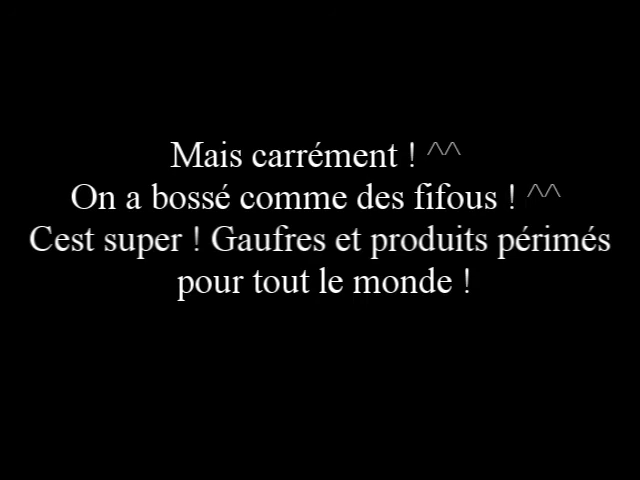 Mais carrément ! ^^
On a bossé comme des fifous ! ^^
Cest super ! Gaufres et produits périmés
pour tout le monde !